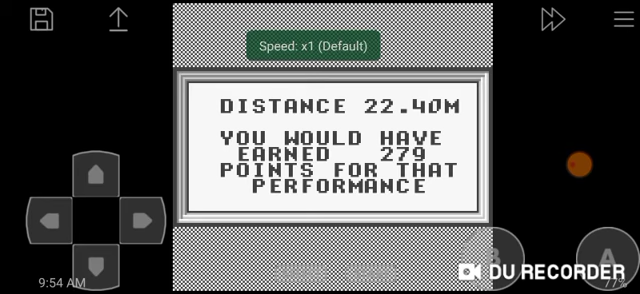 Speed: x1 (Default)
DISTANCE 22.40M
YOU WOULD HAVE
EARNED 279
POINTS FOR THAT
PERFORMANCE
B
A
DU RECORDER
9:54 AM
77%